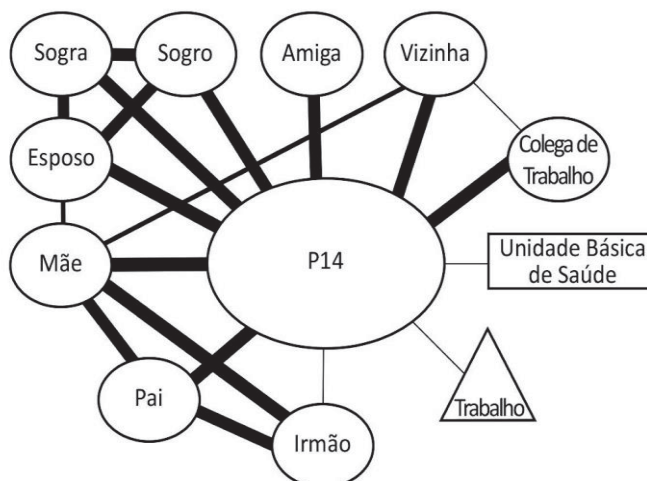 Sogra
Sogro
Amiga
Vizinha
Esposo
Colega de
Trabalho
Mãe
P14
Unidade Básica
de Saúde
Pai
Irmão
Trabalho